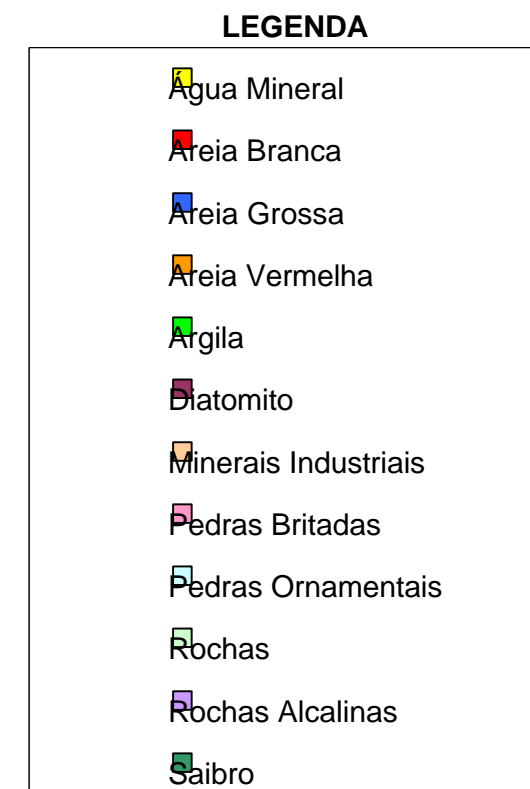 LEGENDA
Água Mineral
Areia Branca
Areia Grossa
Areia Vermelha
Argila
Diatomito
Minerais Industriais
Pedras Britadas
Pedras Ornamentais
Rochas
Rochas Alcalinas
Saibro